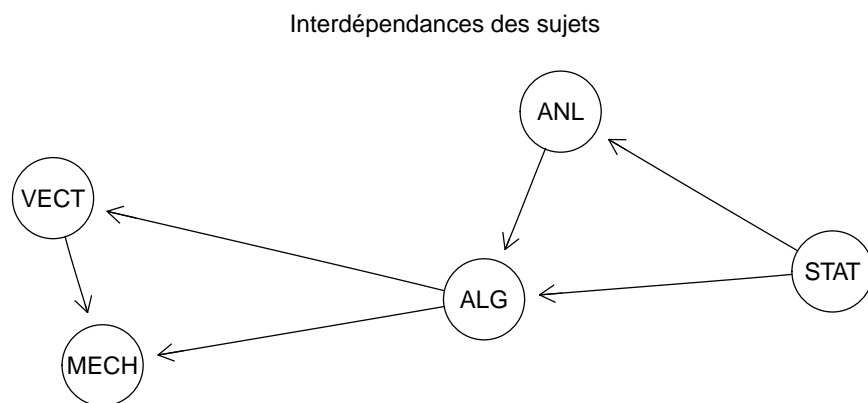 Interdépendances des sujets
ANL
VECT
STAT
ALG
MECH